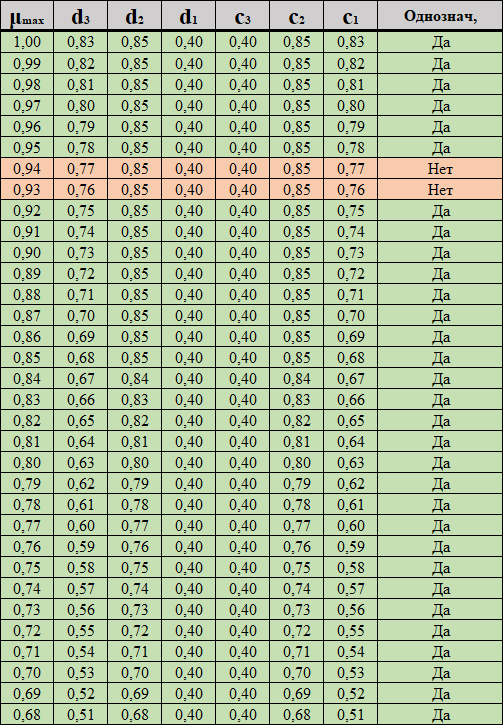 μmax d3 d2 d1 c3 c2 c1 Однознач,
1,00 0,83 0,85 0,40 0,40 0,85 0,83 Да
0,99 0,82 0,85 0,40 0,40 0,85 0,82 Да
0,98 0,81 0,85 0,40 0,40 0,85 0,81 Да
0,97 0,80 0,85 0,40 0,40 0,85 0,80 Да
0,96 0,79 0,85 0,40 0,40 0,85 0,79 Да
0,95 0,78 0,85 0,40 0,40 0,85 0,78 Да
0,94 0,77 0,85 0,40 0,40 0,85 0,77 Нет
0,93 0,76 0,85 0,40 0,40 0,85 0,76 Нет
0,92 0,75 0,85 0,40 0,40 0,85 0,75 Да
0,91 0,74 0,85 0,40 0,40 0,85 0,74 Да
0,90 0,73 0,85 0,40 0,40 0,85 0,73 Да
0,89 0,72 0,85 0,40 0,40 0,85 0,72 Да
0,88 0,71 0,85 0,40 0,40 0,85 0,71 Да
0,87 0,70 0,85 0,40 0,40 0,85 0,70 Да
0,86 0,69 0,85 0,40 0,40 0,85 0,69 Да
0,85 0,68 0,85 0,40 0,40 0,85 0,68 Да
0,84 0,67 0,84 0,40 0,40 0,84 0,67 Да
0,83 0,66 0,83 0,40 0,40 0,83 0,66 Да
0,82 0,65 0,82 0,40 0,40 0,82 0,65 Да
0,81 0,64 0,81 0,40 0,40 0,81 0,64 Да
0,80 0,63 0,80 0,40 0,40 0,80 0,63 Да
0,79 0,62 0,79 0,40 0,40 0,79 0,62 Да
0,78 0,61 0,78 0,40 0,40 0,78 0,61 Да
0,77 0,60 0,77 0,40 0,40 0,77 0,60 Да
0,76 0,59 0,76 0,40 0,40 0,76 0,59 Да
0,75 0,58 0,75 0,40 0,40 0,75 0,58 Да
0,74 0,57 0,74 0,40 0,40 0,74 0,57 Да
0,73 0,56 0,73 0,40 0,40 0,73 0,56 Да
0,72 0,55 0,72 0,40 0,40 0,72 0,55 Да
0,71 0,54 0,71 0,40 0,40 0,71 0,54 Да
0,70 0,53 0,70 0,40 0,40 0,70 0,53 Да
0,69 0,52 0,69 0,40 0,40 0,69 0,52 Да
0,68 0,51 0,68 0,40 0,40 0,68 0,51 Да